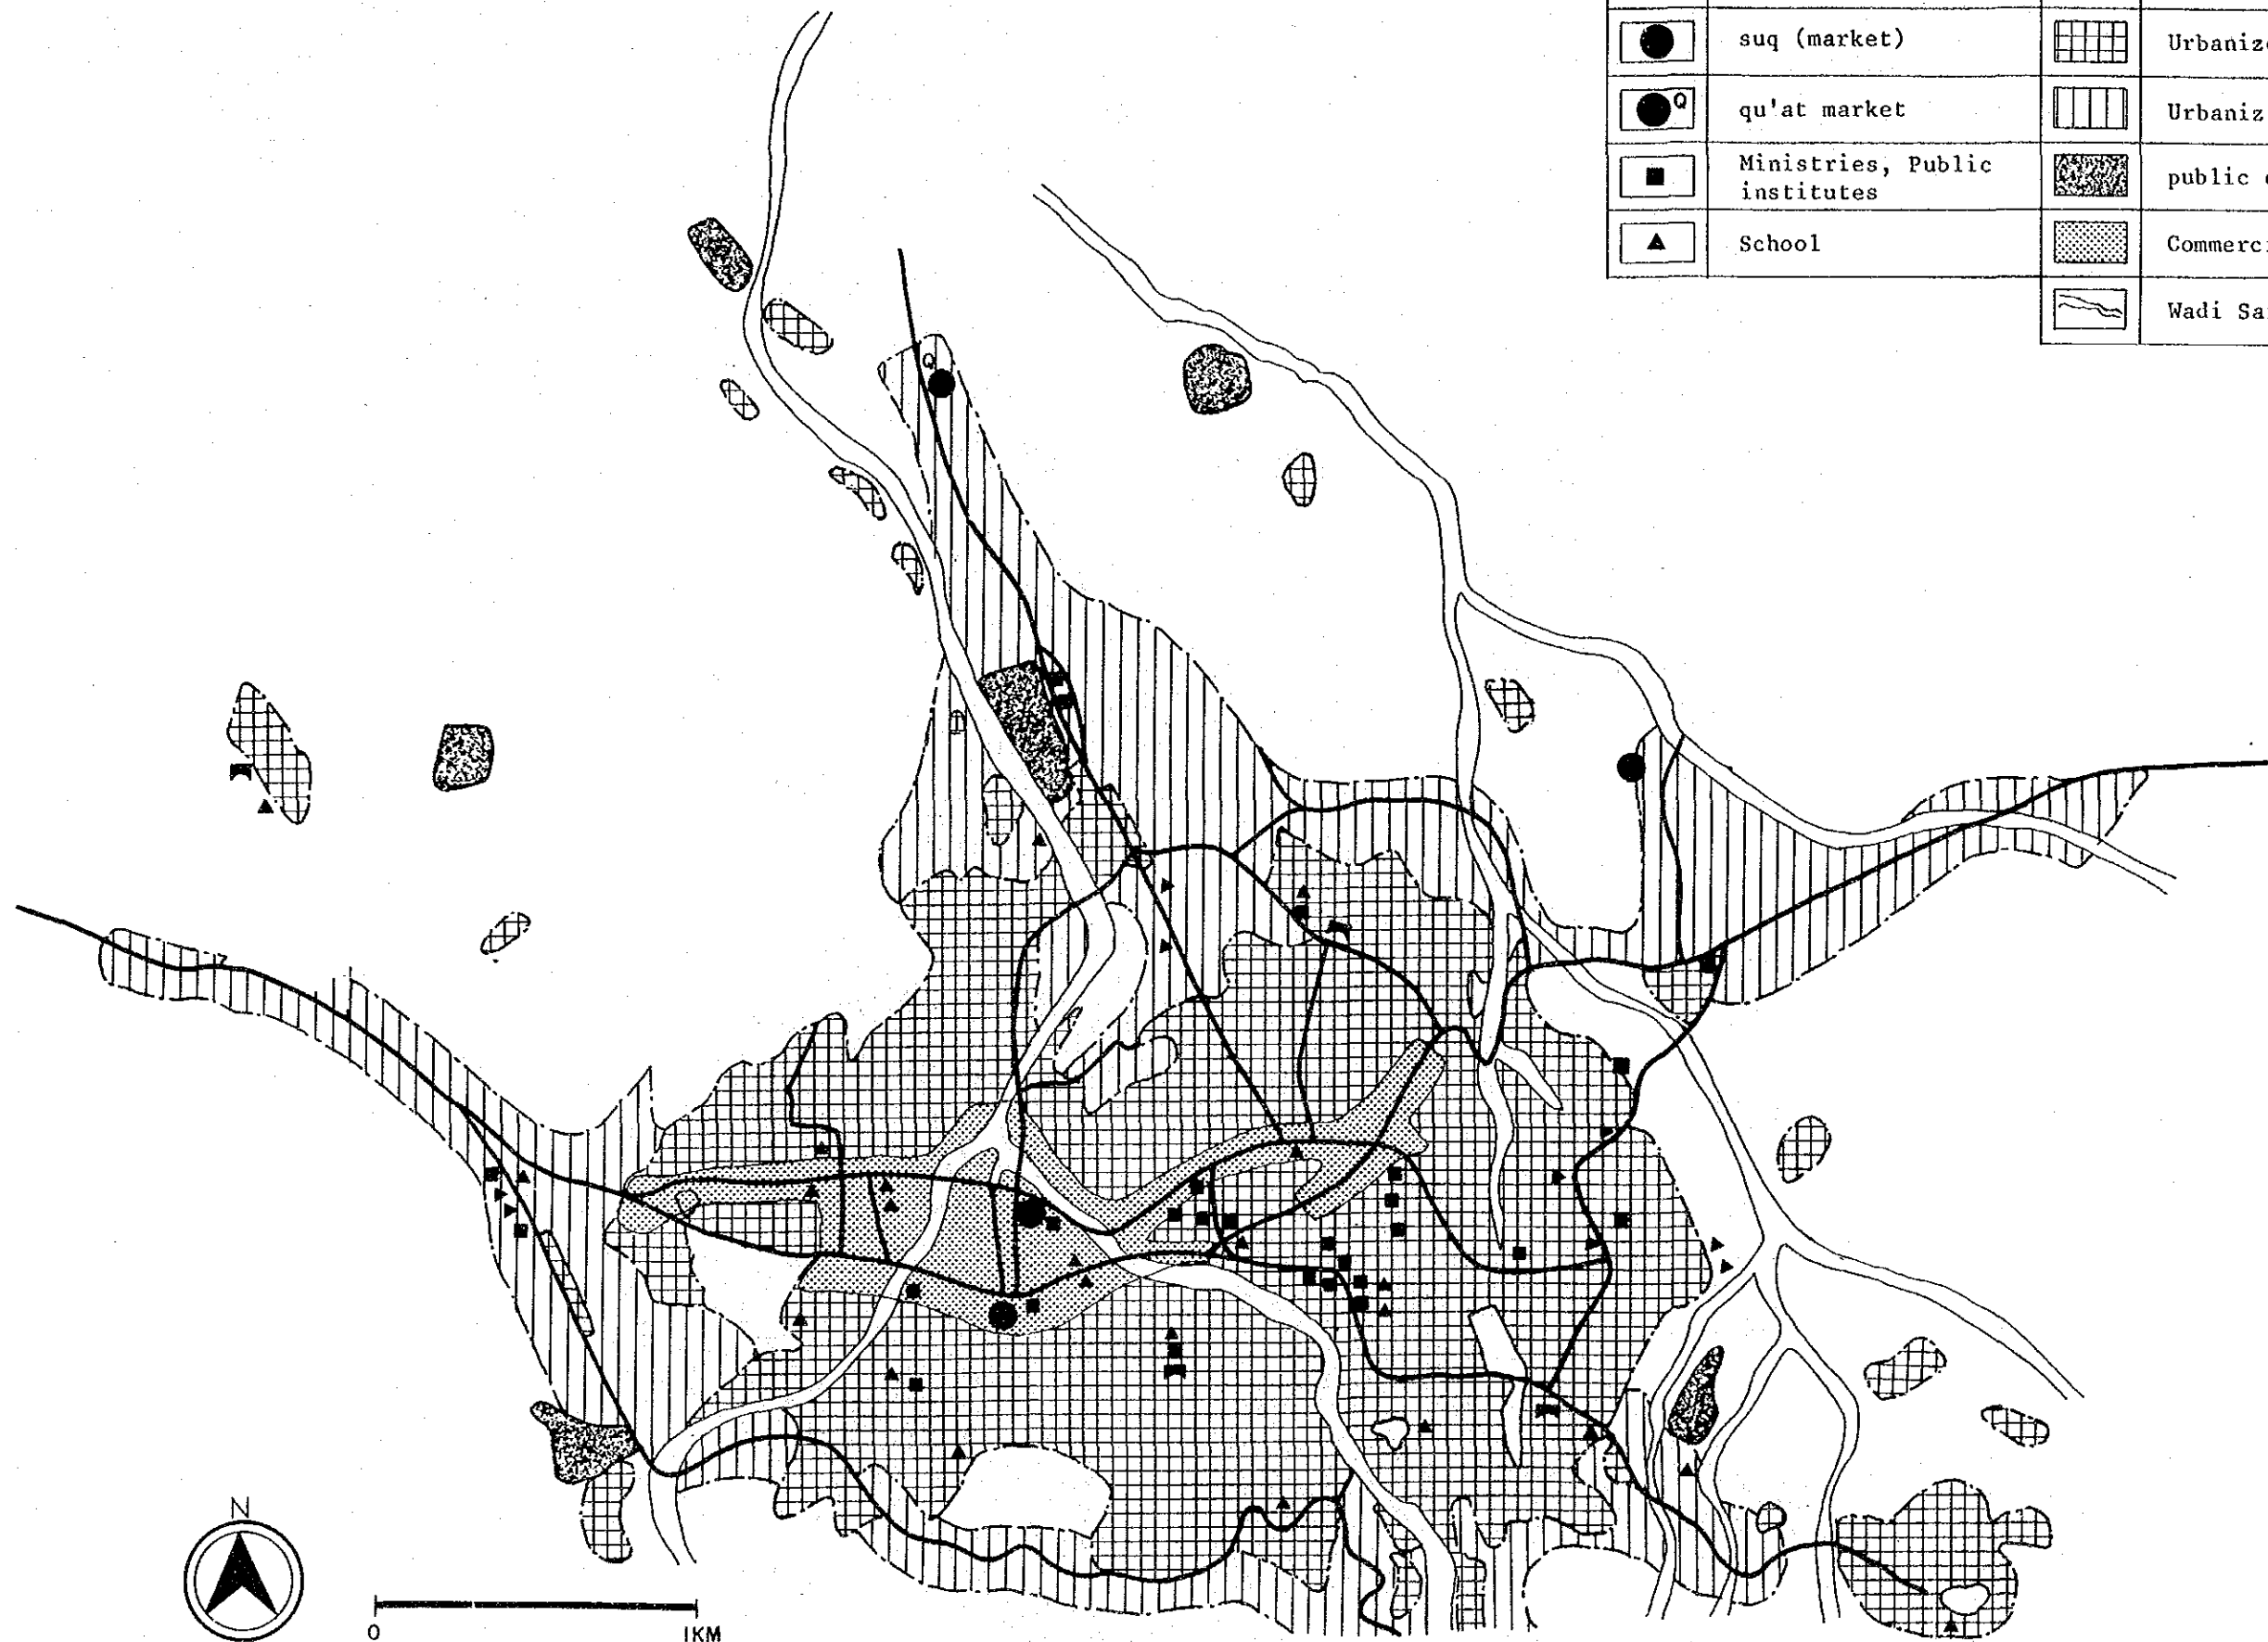 suq (market)
Q
qu'at market
Ministries, Public
institutes
School
Q
N
0 1KM